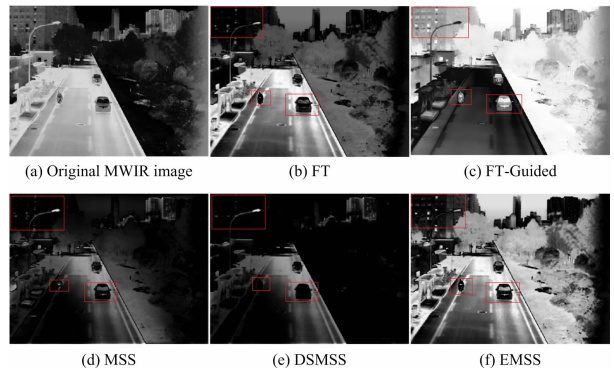 (a) Original MWIR image
(b) FT
(c) FT-Guided
(d) MSS
(e) DSMSS
(f) EMSS